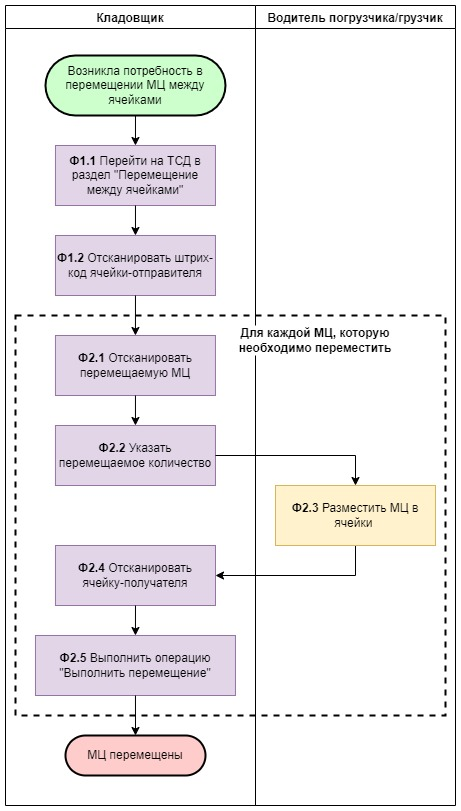 Кладовщик
Водитель погрузчика/грузчик
Возникла потребность в
перемещении МЦ между
ячейками
Ф1.1 Перейти на ТСД в
раздел "Перемещение
между ячейками"
Ф1.2 Отсканировать штрих-
код ячейки-отправителя
Для каждой МЦ, которую
необходимо переместить
Ф2.1 Отсканировать
перемещаемую МЦ
Ф2.2 Указать
перемещаемое количество
Ф2.3 Разместить МЦ в
ячейки
Ф2.4 Отсканировать
ячейку-получателя
Ф2.5 Выполнить операцию
"Выполнить перемещение"
МЦ перемещены